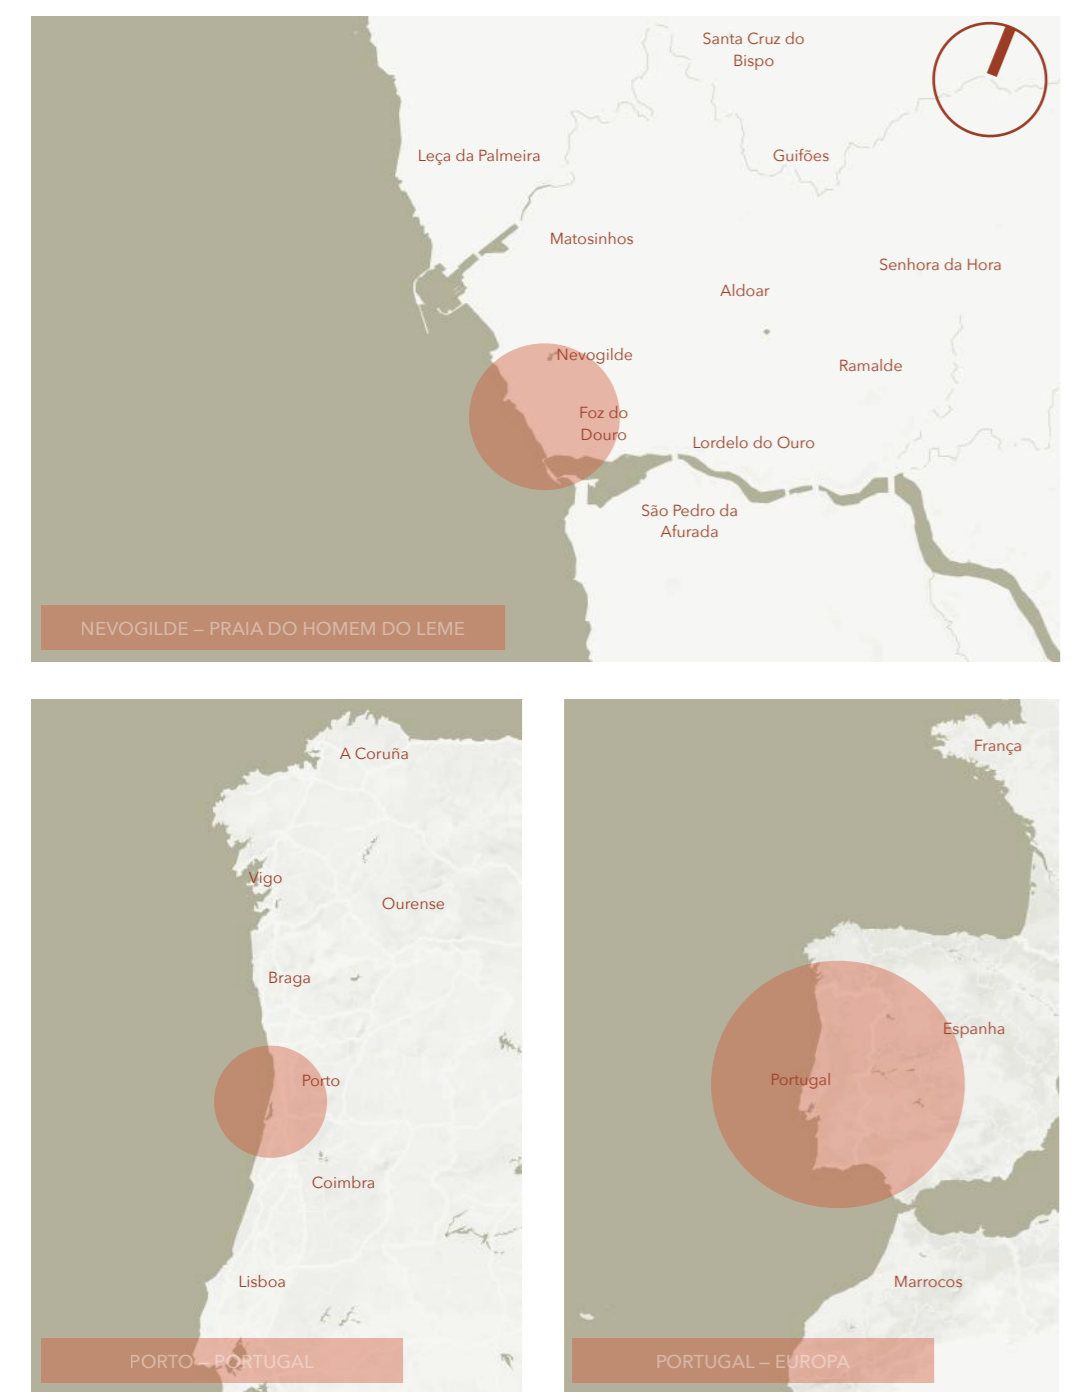 Santa Cruz do
Bispo
Leça da Palmeira
Guifões
Matosinhos
Senhora da Hora
Aldoar
Nevogilde
Ramalde
Foz do
Douro
Lordelo do Ouro
São Pedro da
Afurada
NEVOGILDE – PRAIA DO HOMEM DO LEME
A Coruña
Vigo
Ourense
Braga
Porto
Coimbra
Lisboa
PORTO – PORTUGAL
França
Espanha
Portugal
Marrocos
PORTUGAL – EUROPA